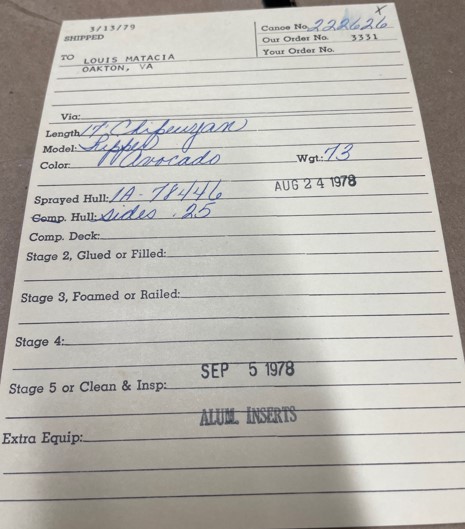 3/13/79
SHIPPED
x
Canoe No. 222626
Our Order No. 3331
Your Order No.
TO LOUIS MATACIA
OAKTON, VA
Via:
Length: 17' Chipewyan
Model: Tripper
Color: Avocado
Wgt: 73
AUG 24 1978
Sprayed Hull: 1A-78446
Comp. Hull: sides .25
Comp. Deck:
Stage 2, Glued or Filled:
Stage 3, Foamed or Railed:
Stage 4:
SEP 5 1978
Stage 5 or Clean & Insp:
ALUM. INSERTS
Extra Equip: